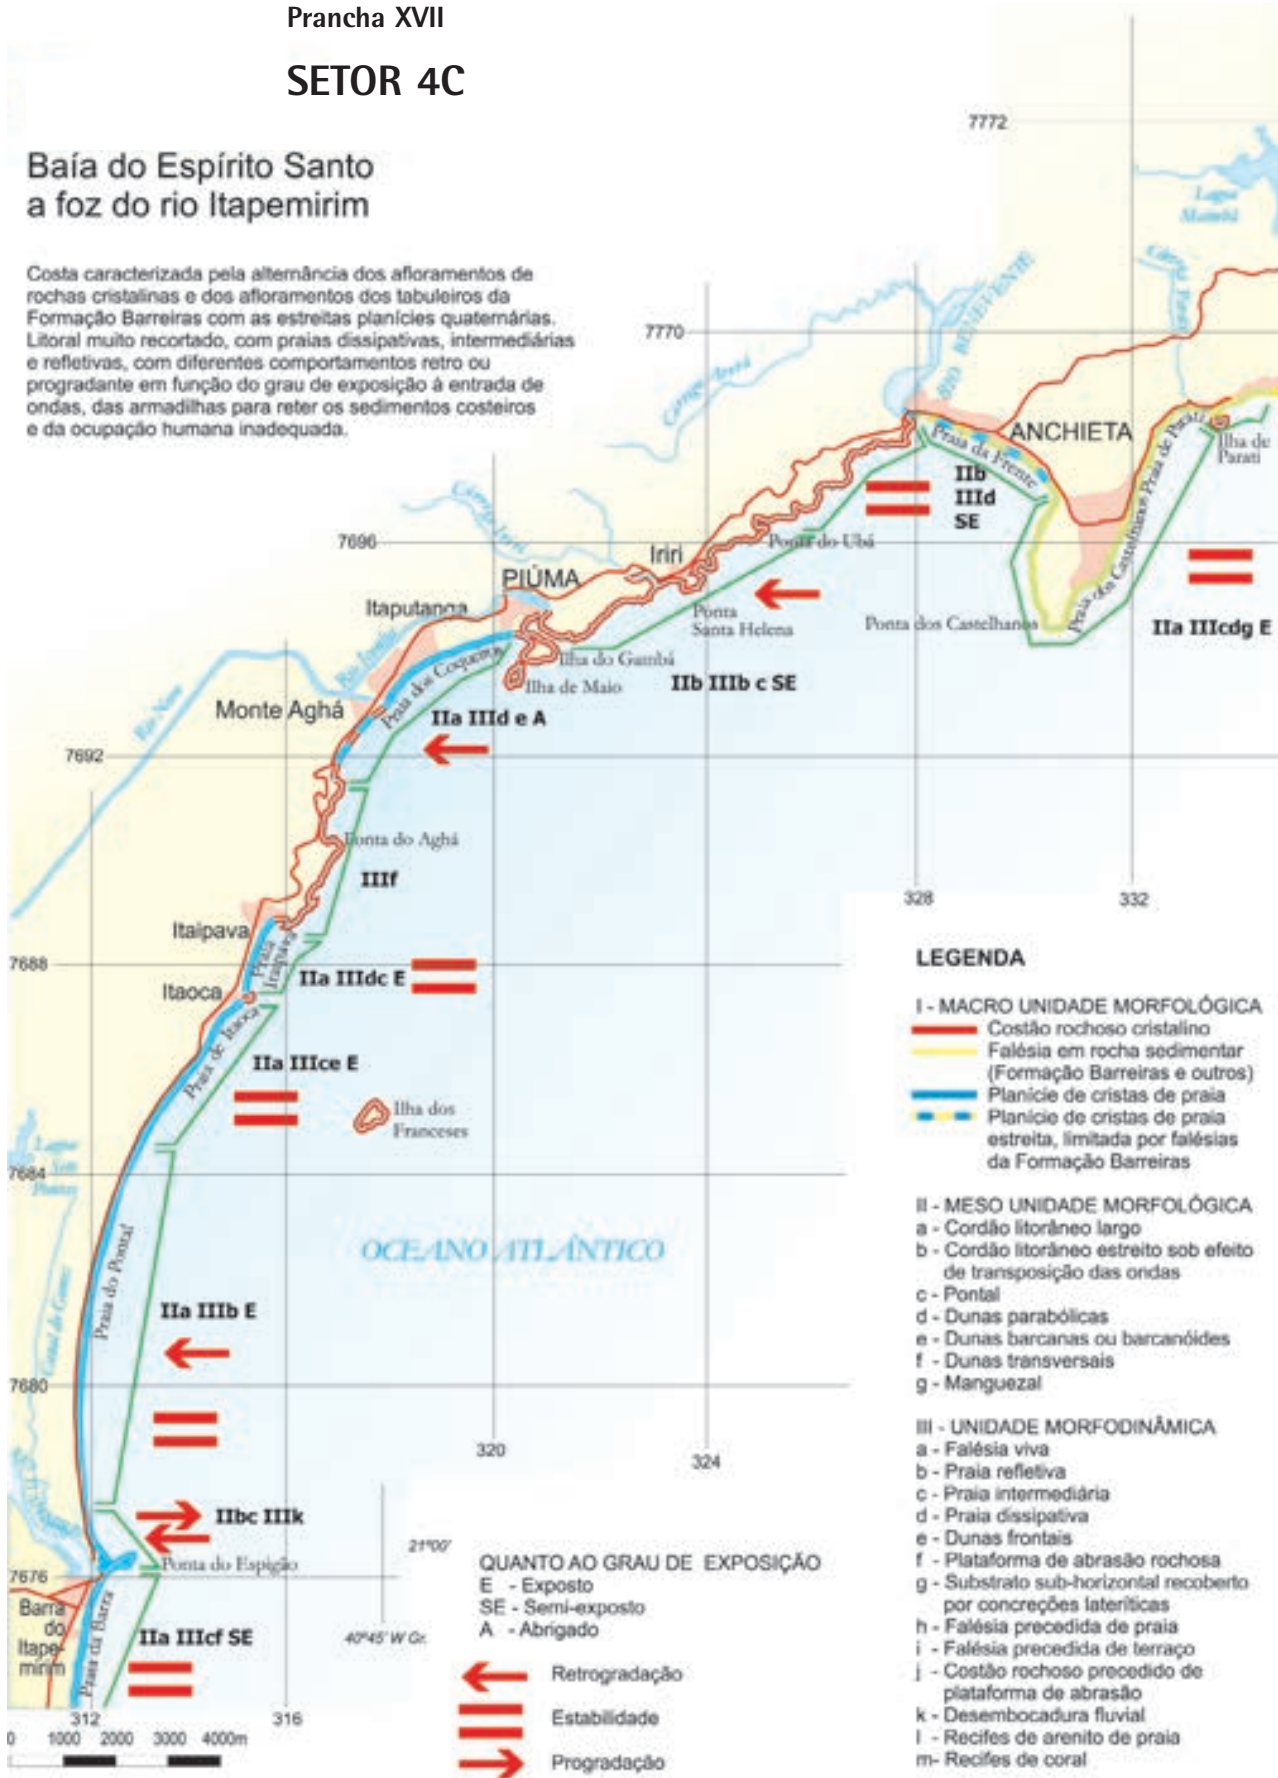 Prancha XVII
SETOR 4C
Baía do Espírito Santo
a foz do rio Itapemirim
Costa caracterizada pela alternância dos afloramentos de
rochas cristalinas e dos afloramentos dos tabuleiros da
Formação Barreiras com as estreitas planícies quaternárias.
Litoral muito recortado, com praias dissipativas, intermediárias
e refletivas, com diferentes comportamentos retro ou
progradante em função do grau de exposição à entrada de
ondas, das armadilhas para reter os sedimentos costeiros
e da ocupação humana inadequada.
7772
Lagoa
7770
RIO BENEVENTE
ANCHIETA
Praia da Frente
Praia de Parati
Ilha de
Parati
IIb
IIId
SE
7696
Iriri
Ponta do Ubá
PIÚMA
Itaputanga
Ponta
Santa Helena
Ponta dos Castelhanos
Praia dos Castelhanos
IIa IIIcdg E
Praia dos Coqueiros
Ilha do Gambá
Ilha de Maio
IIb IIIb c SE
Rio Novo
Monte Aghá
IIa IIId e A
7692
Ponta do Aghá
IIIf
328
332
Itaipava
Praia
Itaipava
7688
IIa IIIdc E
Itaoca
Praia de Itaoca
IIa IIIce E
Ilha dos
Franceses
7684
OCEANO ATLÂNTICO
Praia do Pontal
IIa IIIb E
7680
320
324
IIbc IIIk
Ponta do Espigão
21º00'
7676
Barra
do
Itape-
mirim
Praia da Barra
IIa IIIcf SE
40º45' W Gr.
312
316
0 1000 2000 3000 4000m
QUANTO AO GRAU DE EXPOSIÇÃO
E - Exposto
SE - Semi-exposto
A - Abrigado
Retrogradação
Estabilidade
Progradação
LEGENDA
I - MACRO UNIDADE MORFOLÓGICA
Costão rochoso cristalino
Falésia em rocha sedimentar
(Formação Barreiras e outros)
Planície de cristas de praia
Planície de cristas de praia
estreita, limitada por falésias
da Formação Barreiras
II - MESO UNIDADE MORFOLÓGICA
a - Cordão litorâneo largo
b - Cordão litorâneo estreito sob efeito
de transposição das ondas
c - Pontal
d - Dunas parabólicas
e - Dunas barcanas ou barcanóides
f - Dunas transversais
g - Manguezal
III - UNIDADE MORFODINÂMICA
a - Falésia viva
b - Praia refletiva
c - Praia intermediária
d - Praia dissipativa
e - Dunas frontais
f - Plataforma de abrasão rochosa
g - Substrato sub-horizontal recoberto
por concreções lateríticas
h - Falésia precedida de praia
i - Falésia precedida de terraço
j - Costão rochoso precedido de
plataforma de abrasão
k - Desembocadura fluvial
l - Recifes de arenito de praia
m- Recifes de coral